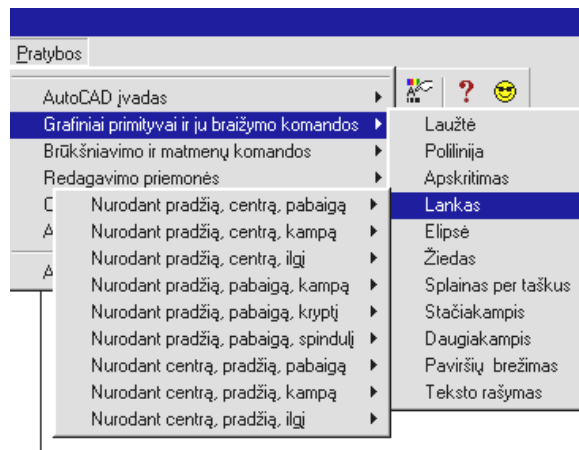 Pratybos
AutoCAD įvadas
Grafiniai primityvai ir ju braižymo komandos
Brūkšniavimo ir matmenų komandos
Redagavimo priemonės
Nurodant pradžią, centrą, pabaigą
Nurodant pradžią, centrą, kampą
Nurodant pradžią, centrą, ilgį
Nurodant pradžią, pabaigą, kampą
Nurodant pradžią, pabaigą, kryptį
Nurodant pradžią, pabaigą, spindulį
Nurodant centrą, pradžią, pabaigą
Nurodant centrą, pradžią, kampą
Nurodant centrą, pradžią, ilgį
Laužtė
Polilinija
Apskritimas
Lankas
Elipsė
Žiedas
Splainas per taškus
Stačiakampis
Daugiakampis
Paviršių brežimas
Teksto rašymas